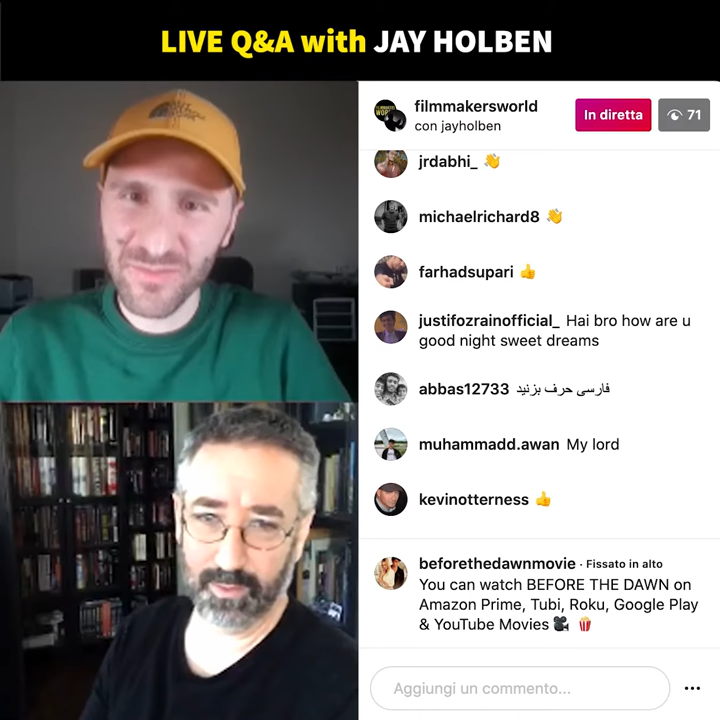 LIVE Q&A with JAY HOLBEN
filmmakersworld
con jayholben
In diretta
71
jrdabhi_ 👋
michaelrichard8 👋
farhadsupari 👍
justifozrainofficial_ Hai bro how are u
good night sweet dreams
abbas12733 فارسی حرف بزنید
muhammadd.awan My lord
kevinotterness 👍
beforethedawnmovie · Fissato in alto
You can watch BEFORE THE DAWN on
Amazon Prime, Tubi, Roku, Google Play
& YouTube Movies 🎥 🍿
Aggiungi un commento...